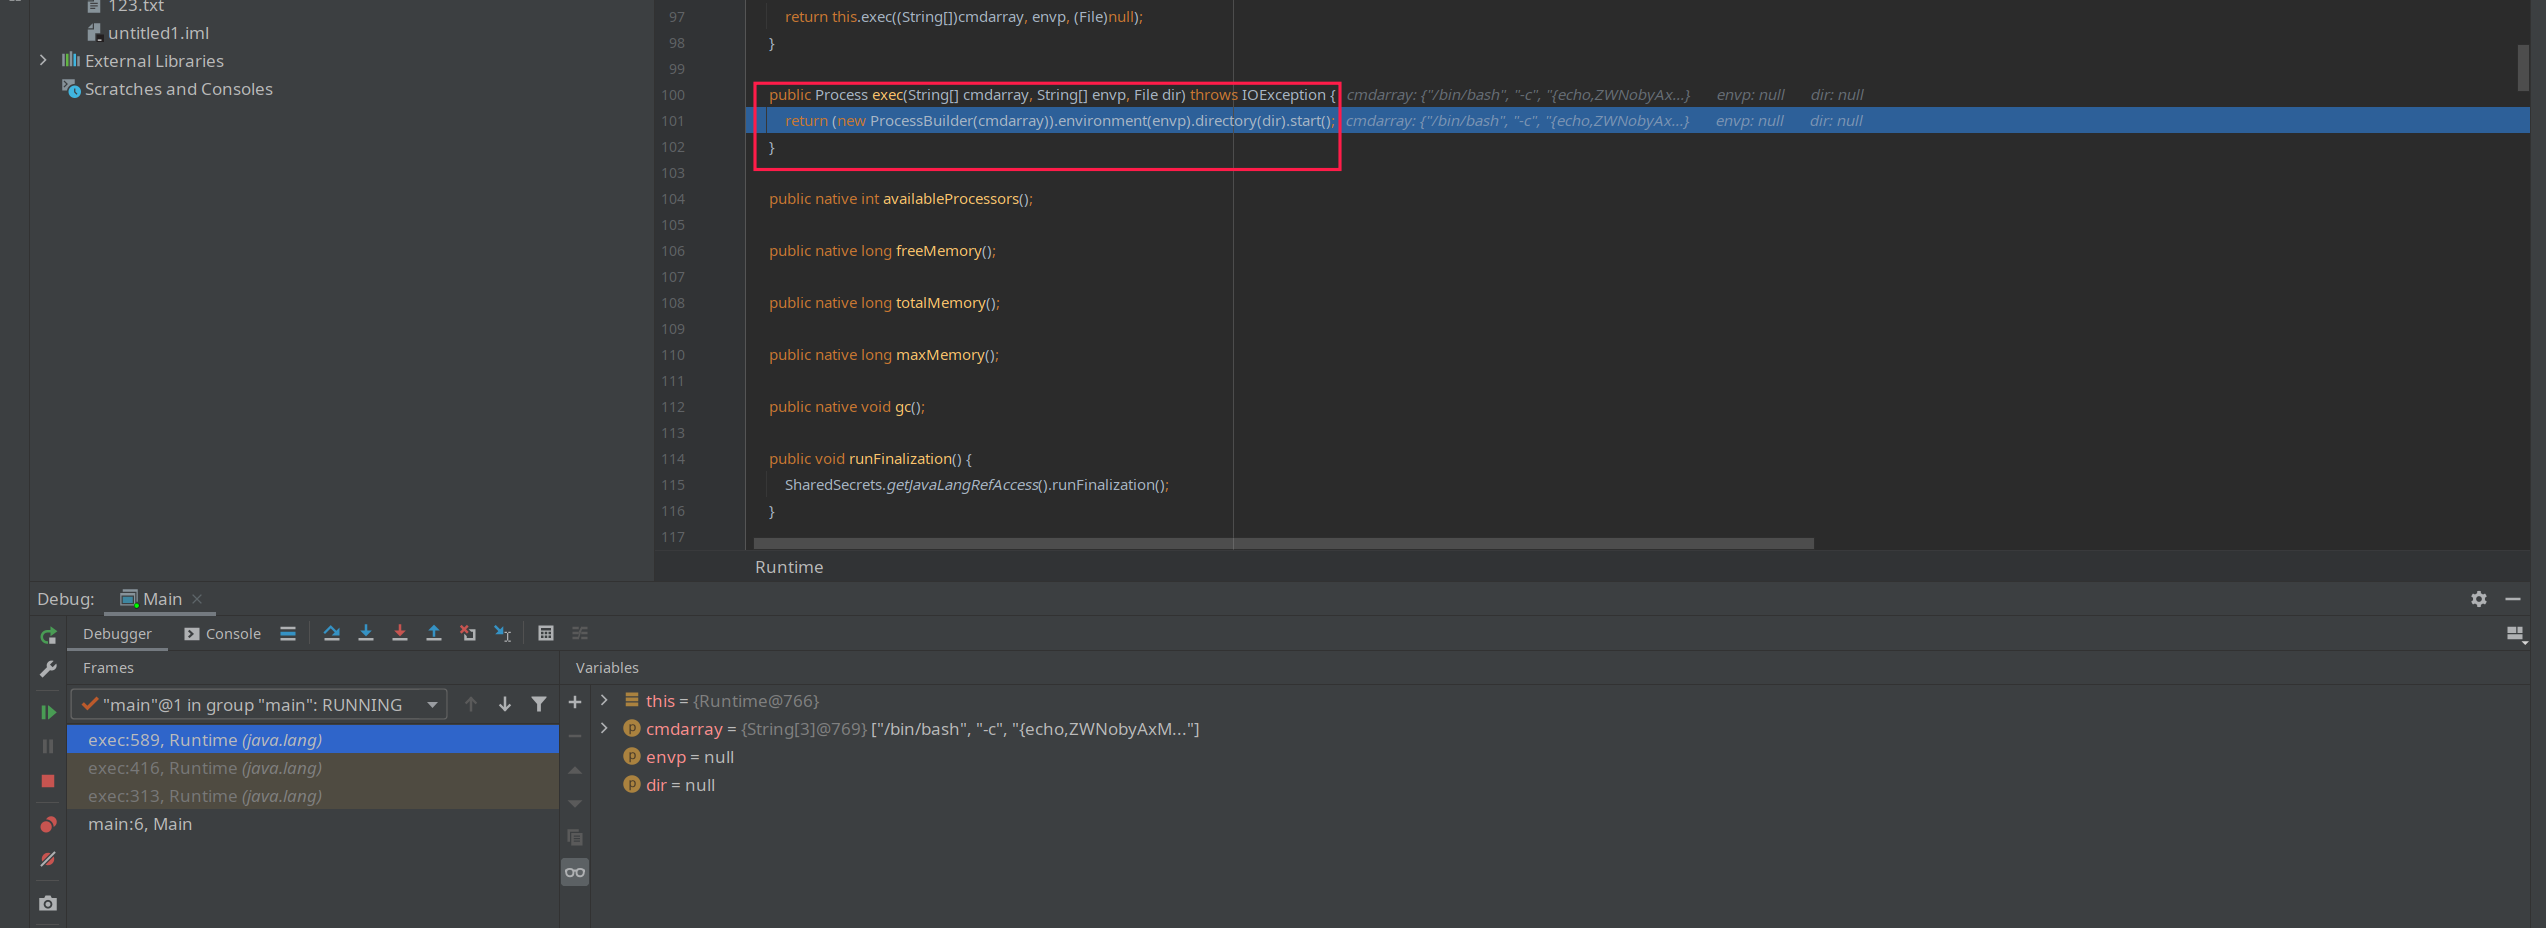 123.txt
untitled1.iml
External Libraries
Scratches and Consoles
97 return this.exec((String[])cmdarray, envp, (File)null);
98 }
99
100 public Process exec(String[] cmdarray, String[] envp, File dir) throws IOException { cmdarray: {"/bin/bash", "-c", "{echo,ZWNobyAx...} envp: null dir: null
101 return (new ProcessBuilder(cmdarray)).environment(envp).directory(dir).start(); cmdarray: {"/bin/bash", "-c", "{echo,ZWNobyAx...} envp: null dir: null
102 }
103
104 public native int availableProcessors();
105
106 public native long freeMemory();
107
108 public native long totalMemory();
109
110 public native long maxMemory();
111
112 public native void gc();
113
114 public void runFinalization() {
115 SharedSecrets.getJavaLangRefAccess().runFinalization();
116 }
117
Runtime
Debug: Main
Debugger Console
Frames
Variables
"main"@1 in group "main": RUNNING
exec:589, Runtime (java.lang)
exec:416, Runtime (java.lang)
exec:313, Runtime (java.lang)
main:6, Main
this = {Runtime@766}
cmdarray = {String[3]@769} ["/bin/bash", "-c", "{echo,ZWNobyAxM..."]
envp = null
dir = null